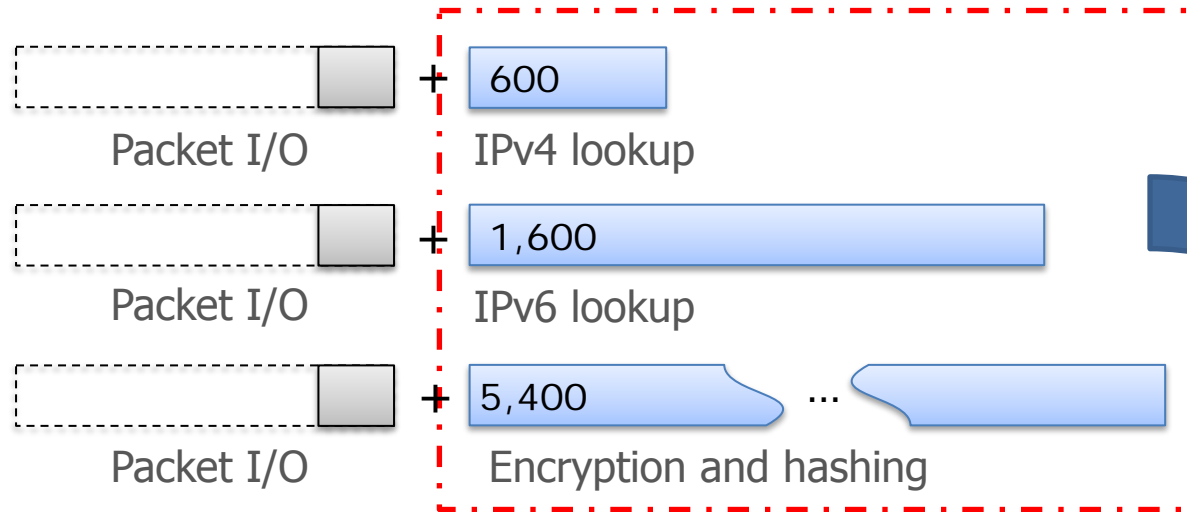 + 600
Packet I/O IPv4 lookup
+ 1,600
Packet I/O IPv6 lookup
+ 5,400 ...
Packet I/O Encryption and hashing